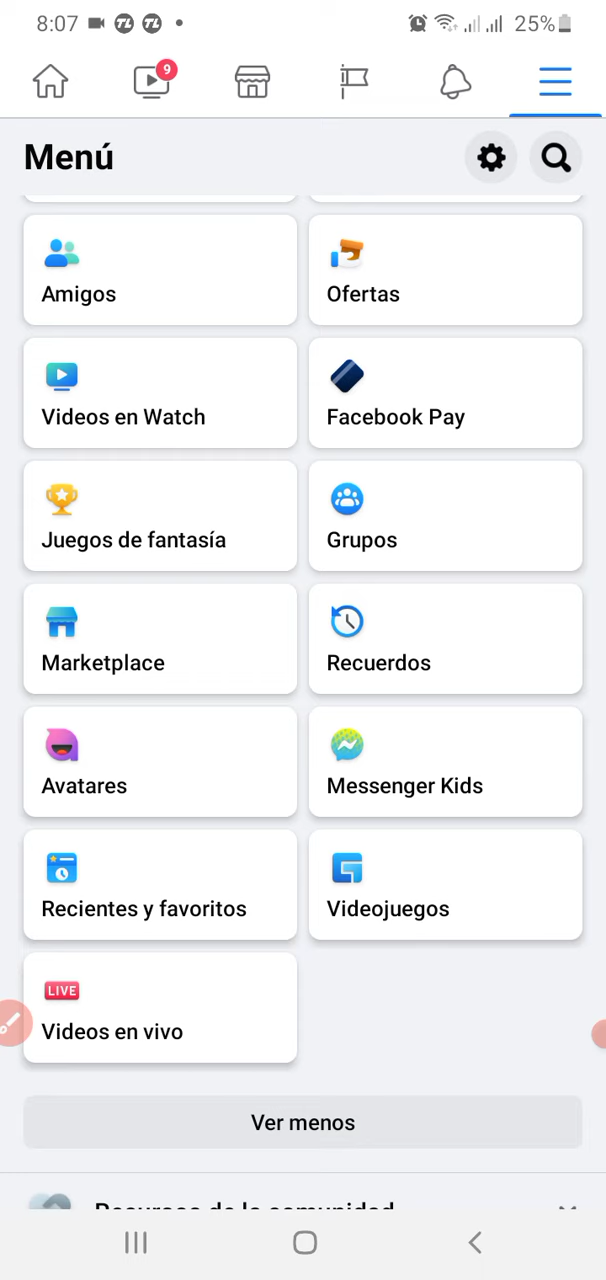 8:07
25%
9
Menú
Amigos
Ofertas
Videos en Watch
Facebook Pay
Juegos de fantasía
Grupos
Marketplace
Recuerdos
Avatares
Messenger Kids
Recientes y favoritos
Videojuegos
LIVE
Videos en vivo
Ver menos
Recursos de la comunidad